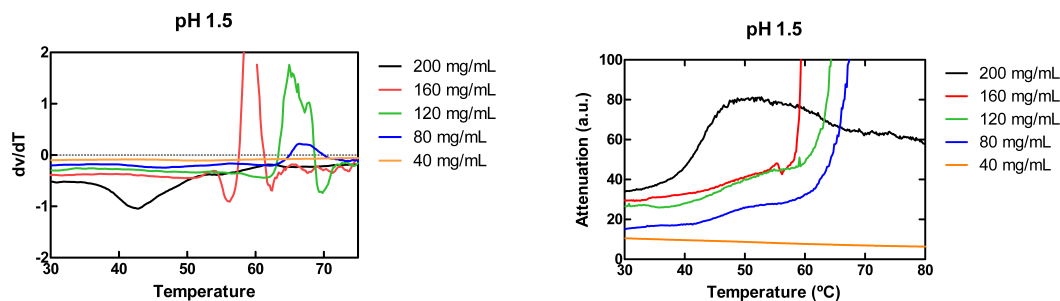 pH 1.5
dv/dT
2
1
0
-1
-2
30
40
50
60
70
Temperature
200 mg/mL
160 mg/mL
120 mg/mL
80 mg/mL
40 mg/mL
pH 1.5
Attenuation (a.u.)
100
80
60
40
20
0
30
40
50
60
70
80
Temperature (ºC)
200 mg/mL
160 mg/mL
120 mg/mL
80 mg/mL
40 mg/mL